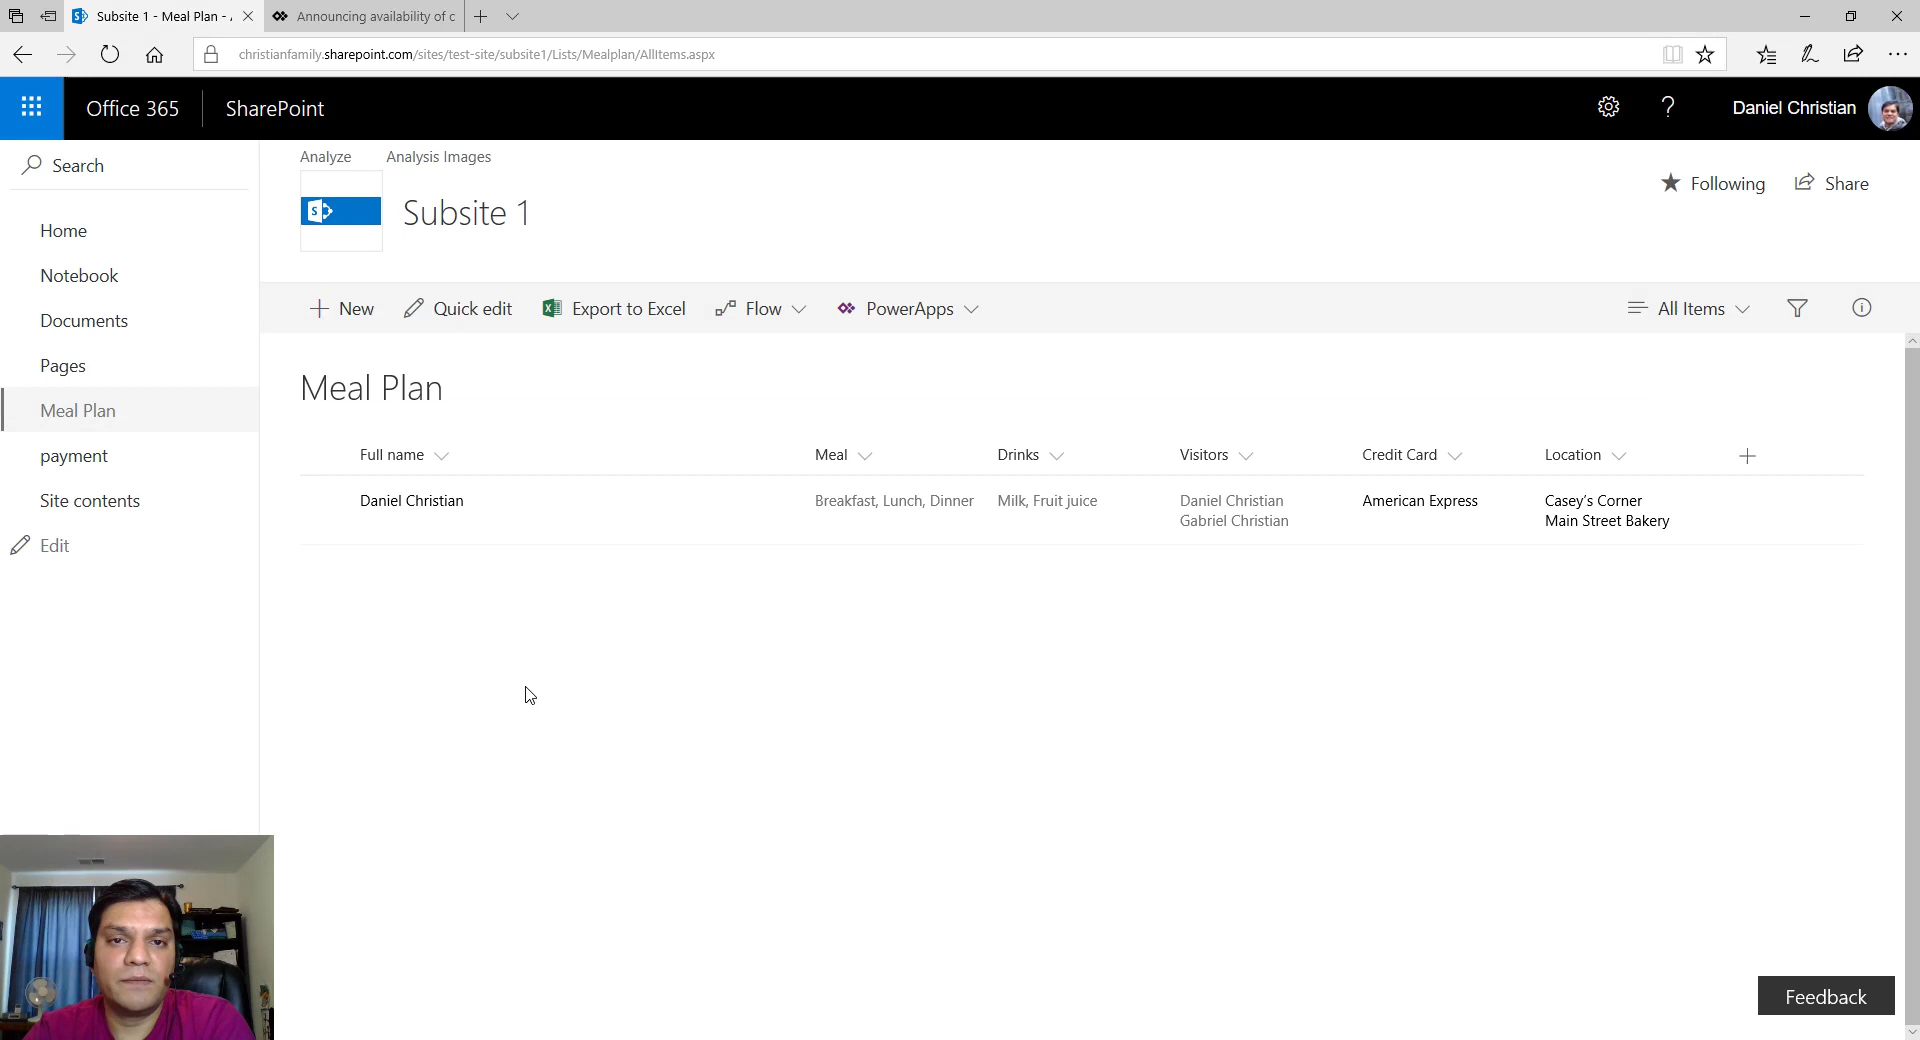 Subsite 1 - Meal Plan - A
Announcing availability of c
christianfamily.sharepoint.com/sites/test-site/subsite1/Lists/Mealplan/AllItems.aspx
Office 365 SharePoint Daniel Christian
Search
Home
Notebook
Documents
Pages
Meal Plan
payment
Site contents
Edit
Analyze Analysis Images
S
Subsite 1
Following Share
New Quick edit Export to Excel Flow PowerApps All Items
Meal Plan
Full name Meal Drinks Visitors Credit Card Location
Daniel Christian Breakfast, Lunch, Dinner Milk, Fruit juice Daniel Christian American Express Casey's Corner
Gabriel Christian Main Street Bakery
Feedback